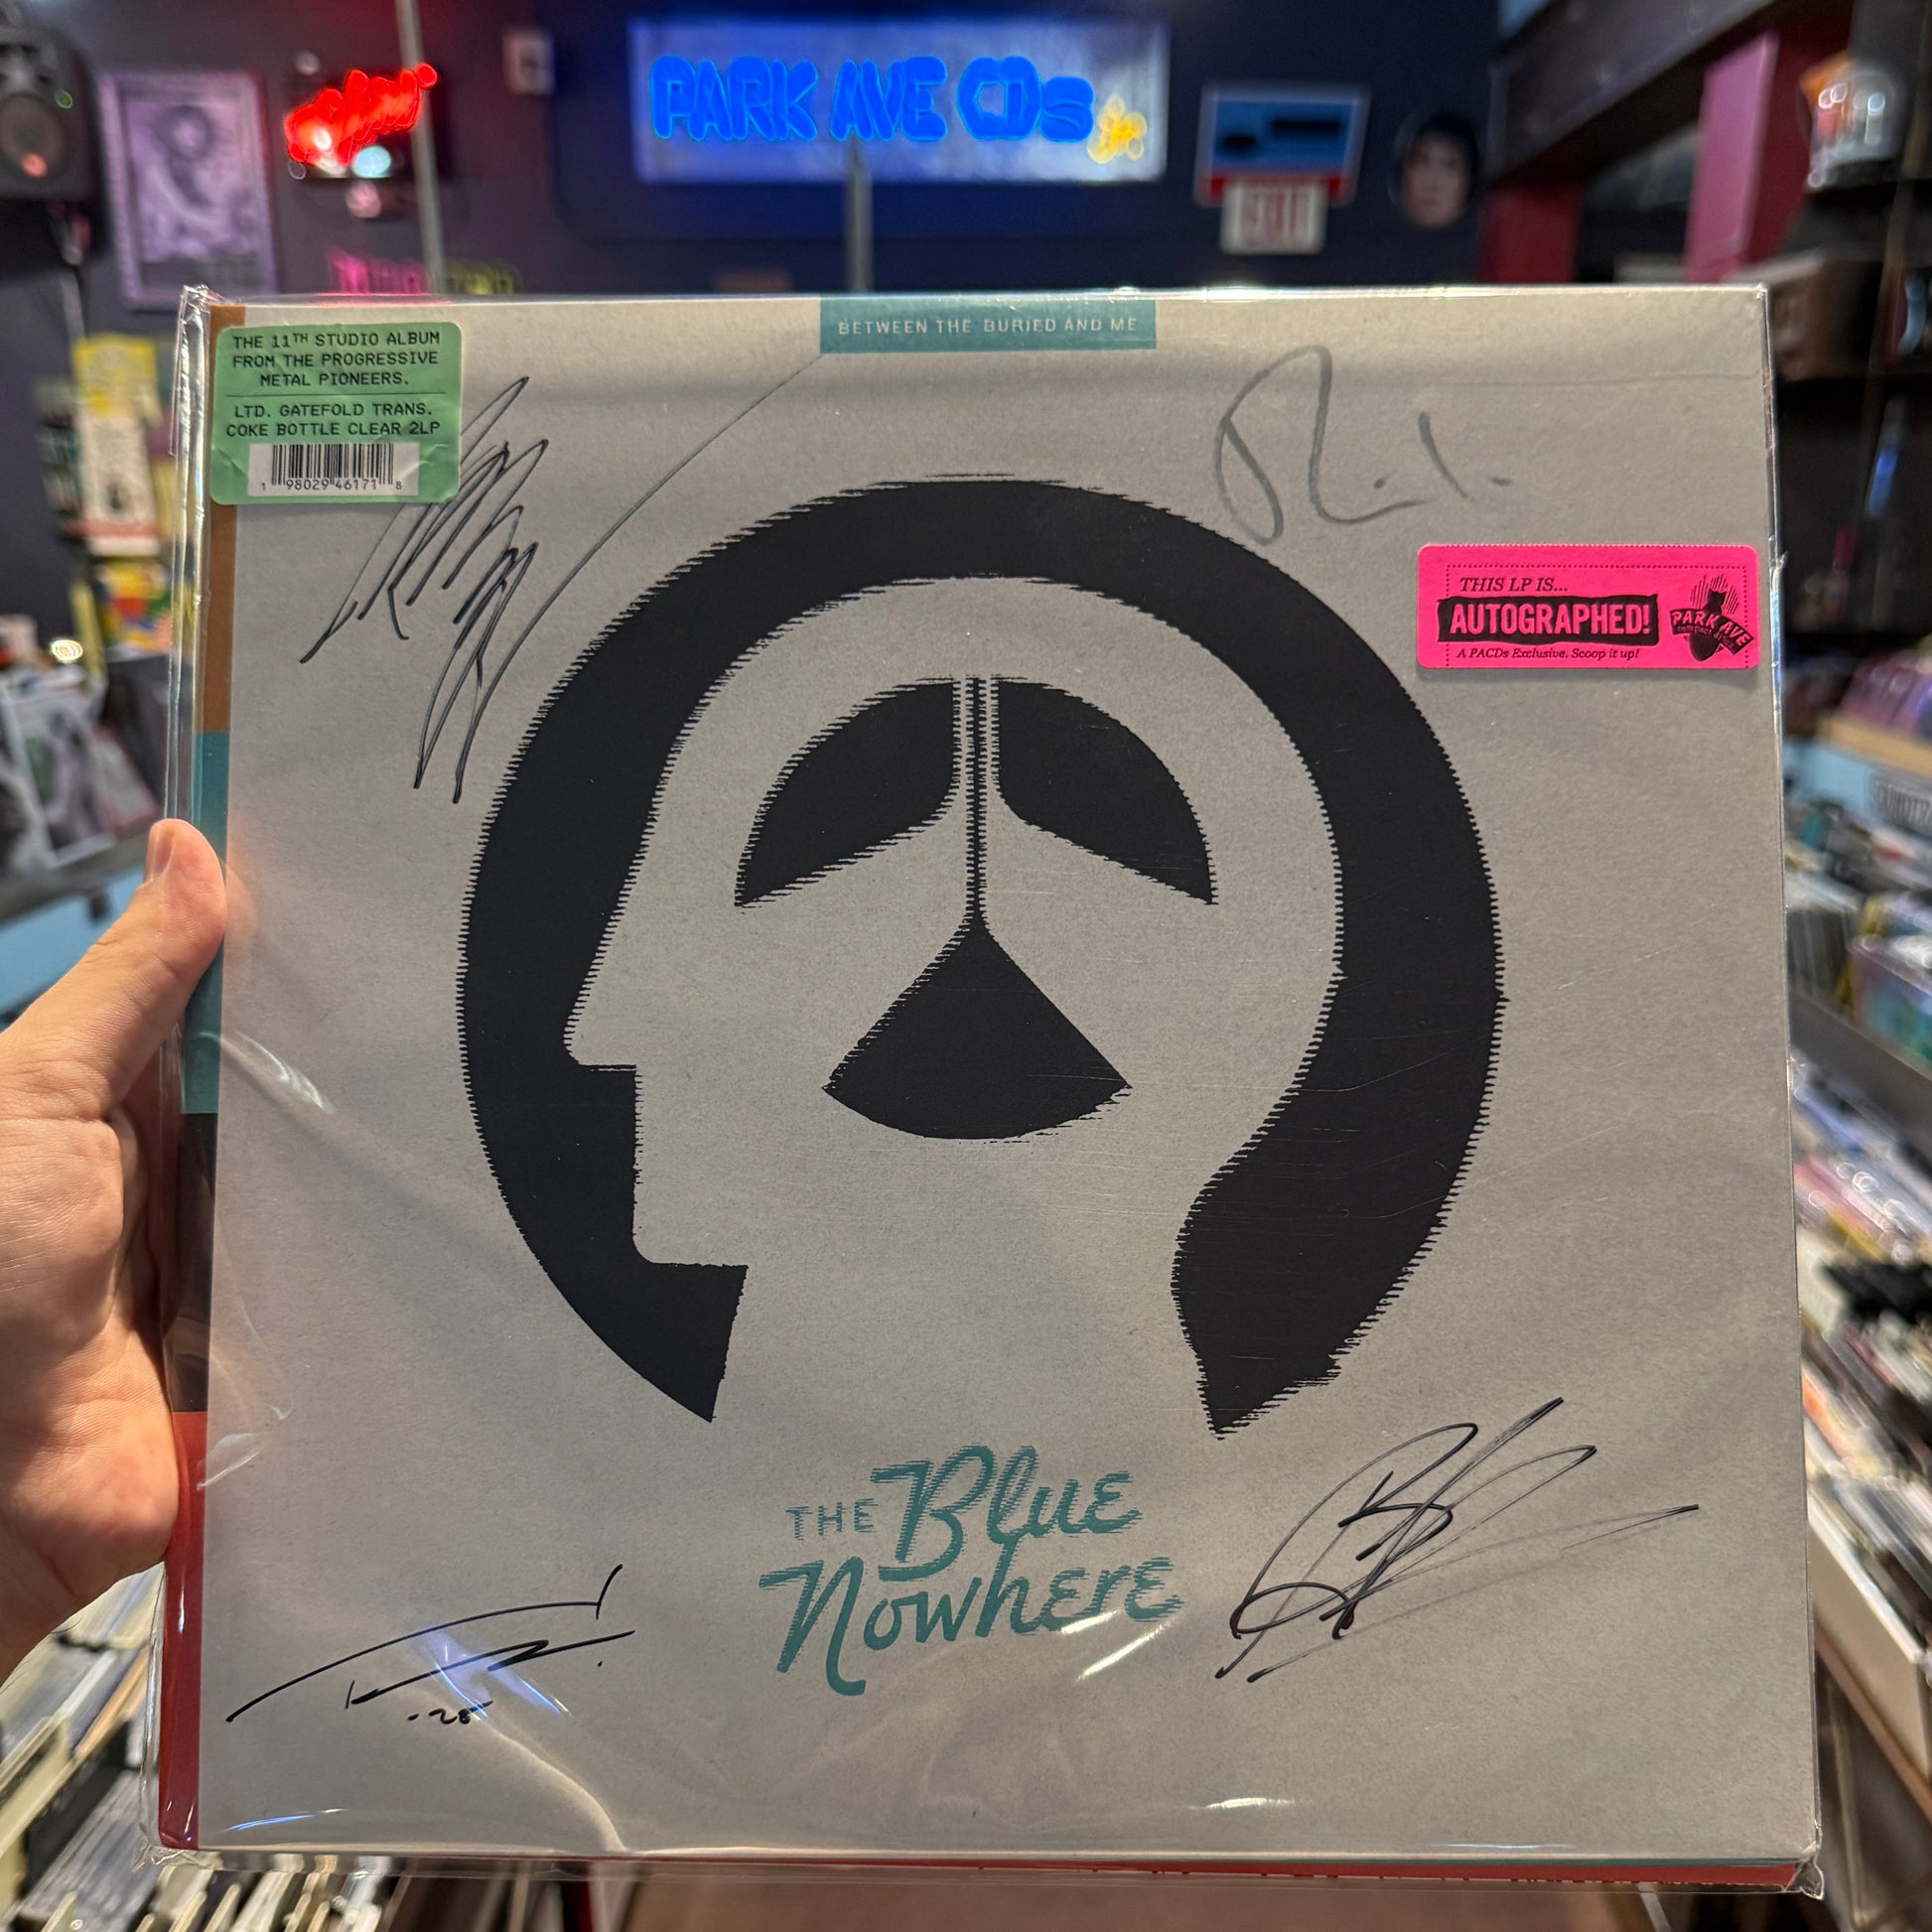 PARK AVE CDs
EXIT
BETWEEN THE BURIED AND ME
THE 11TH STUDIO ALBUM
FROM THE PROGRESSIVE
METAL PIONEERS.
LTD. GATEFOLD TRANS.
COKE BOTTLE CLEAR 2LP
1 98029 46171 8
THIS LP IS...
AUTOGRAPHED!
A PACDs Exclusive. Scoop it up!
PARK AVE
THE Blue
Nowhere
-25